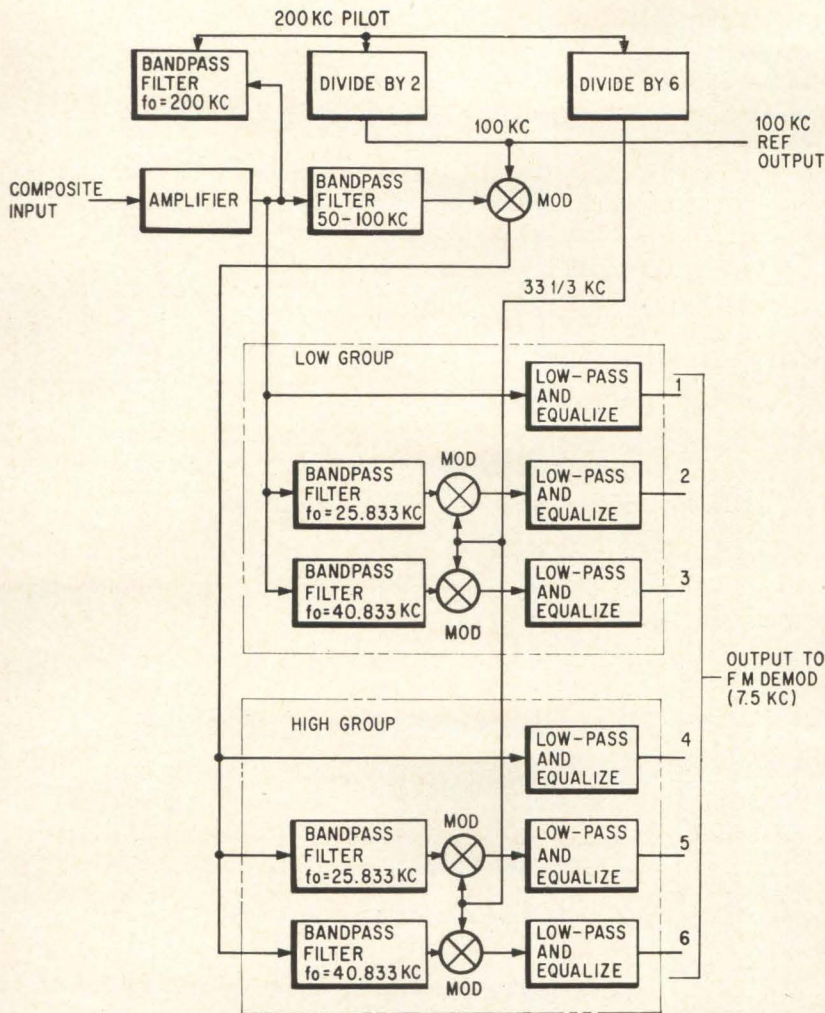 200 KC PILOT
BANDPASS
FILTER
fo = 200 KC
DIVIDE BY 2
DIVIDE BY 6
100 KC
100 KC
REF
OUTPUT
COMPOSITE
INPUT
AMPLIFIER
BANDPASS
FILTER
50-100 KC
MOD
33 1/3 KC
LOW GROUP
LOW-PASS
AND
EQUALIZE
1
BANDPASS
FILTER
fo = 25.833 KC
MOD
LOW-PASS
AND
EQUALIZE
2
BANDPASS
FILTER
fo = 40.833 KC
MOD
LOW-PASS
AND
EQUALIZE
3
OUTPUT TO
FM DEMOD
(7.5 KC)
HIGH GROUP
LOW-PASS
AND
EQUALIZE
4
BANDPASS
FILTER
fo = 25.833 KC
MOD
LOW-PASS
AND
EQUALIZE
5
BANDPASS
FILTER
fo = 40.833 KC
MOD
LOW-PASS
AND
EQUALIZE
6